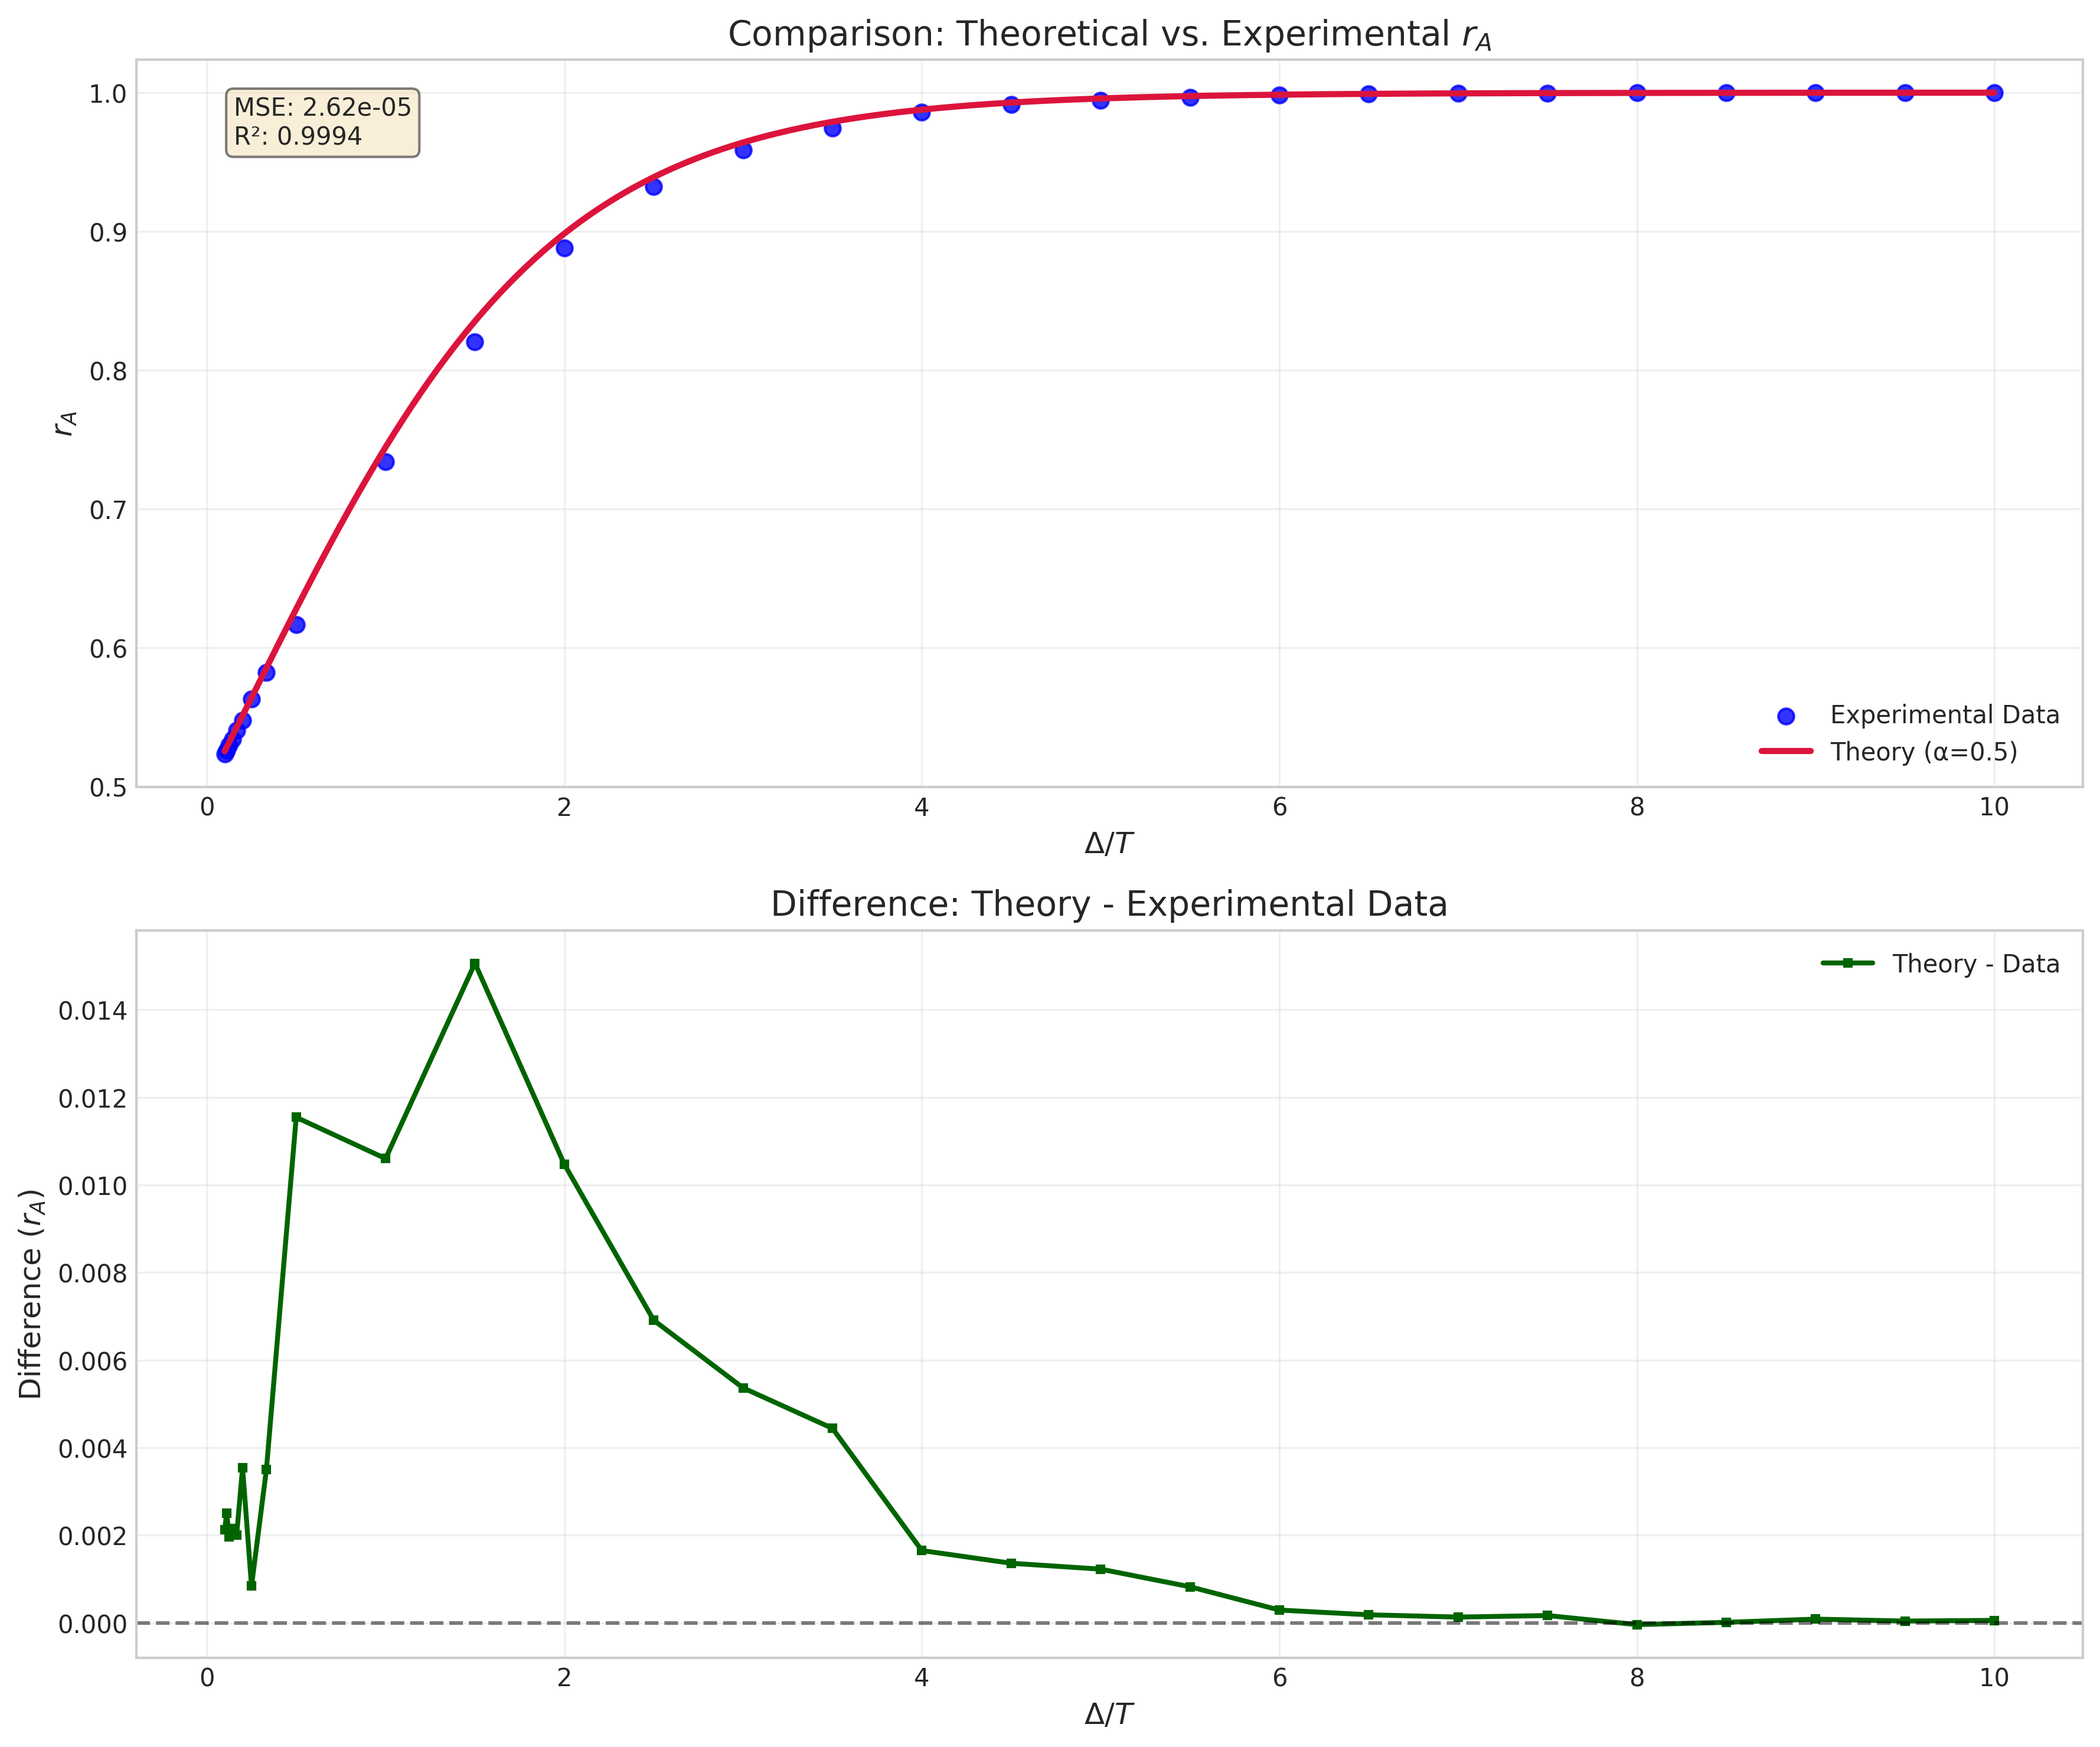 Comparison: Theoretical vs. Experimental r_A
MSE: 2.62e-05
R²: 0.9994
1.0
0.9
0.8
0.7
0.6
0.5
r_A
Experimental Data
Theory (α=0.5)
0 2 4 6 8 10
Δ/T
Difference: Theory - Experimental Data
Theory - Data
0.014
0.012
0.010
0.008
0.006
0.004
0.002
0.000
Difference (r_A)
0 2 4 6 8 10
Δ/T